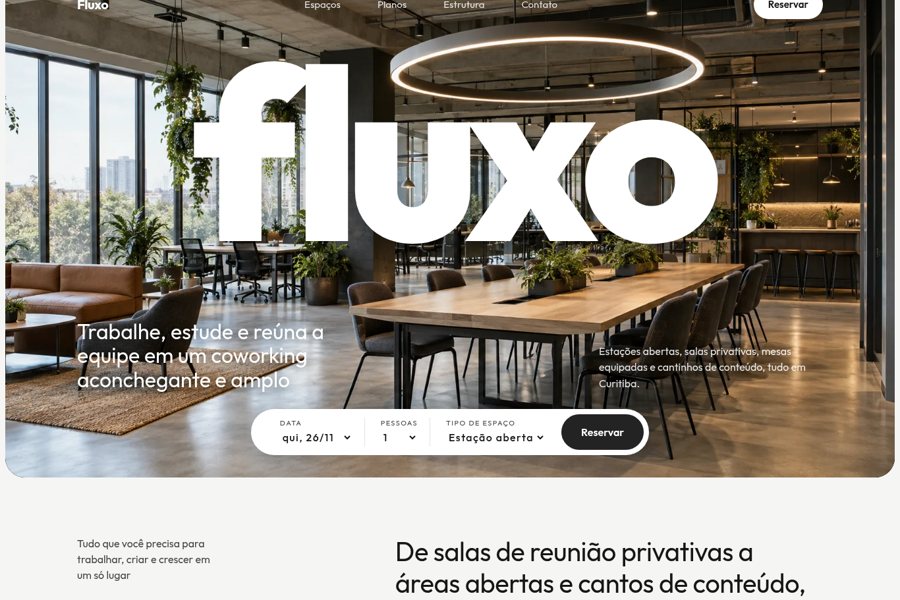 Fluxo
Espaços
Planos
Estrutura
Contato
Reservar
fluxo
Trabalhe, estude e reúna a
equipe em um coworking
aconchegante e amplo
Estações abertas, salas privativas, mesas
equipadas e cantinhos de conteúdo, tudo em
Curitiba.
DATA
qui, 26/11
PESSOAS
1
TIPO DE ESPAÇO
Estação aberta
Reservar
Tudo que você precisa para
trabalhar, criar e crescer em
um só lugar
De salas de reunião privativas a
áreas abertas e cantos de conteúdo,